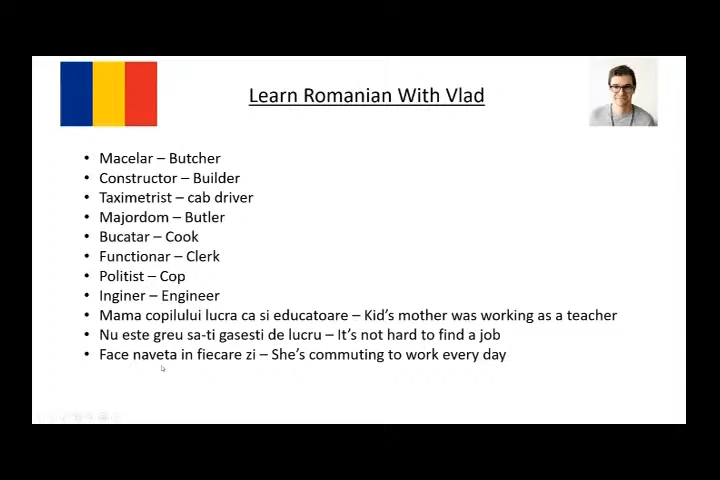 Learn Romanian With Vlad
• Macelar – Butcher
• Constructor – Builder
• Taximetrist – cab driver
• Majordom – Butler
• Bucatar – Cook
• Functionar – Clerk
• Politist – Cop
• Inginer – Engineer
• Mama copilului lucra ca si educatoare – Kid's mother was working as a teacher
• Nu este greu sa-ti gasesti de lucru – It's not hard to find a job
• Face naveta in fiecare zi – She's commuting to work every day